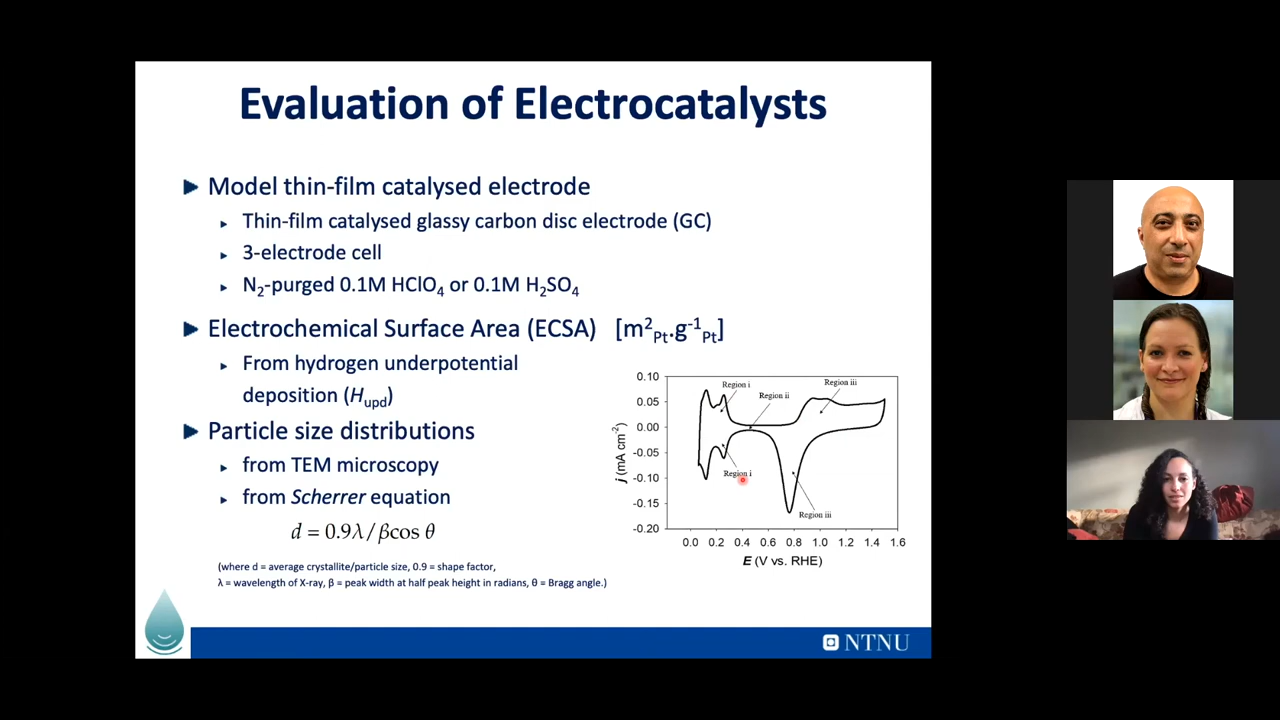 Evaluation of Electrocatalysts
Model thin-film catalysed electrode
Thin-film catalysed glassy carbon disc electrode (GC)
3-electrode cell
N₂-purged 0.1M HClO₄ or 0.1M H₂SO₄
Electrochemical Surface Area (ECSA) [m²Pt.g⁻¹Pt]
From hydrogen underpotential
deposition (Hupd)
Particle size distributions
from TEM microscopy
from Scherrer equation
d = 0.9λ/βcos θ
(where d = average crystallite/particle size, 0.9 = shape factor,
λ = wavelength of X-ray, β = peak width at half peak height in radians, θ = Bragg angle.)
0.10
0.05
0.00
-0.05
-0.10
-0.15
-0.20
j (mA cm⁻²)
Region i
Region ii
Region iii
Region i
Region iii
0.0 0.2 0.4 0.6 0.8 1.0 1.2 1.4 1.6
E (V vs. RHE)
NTNU